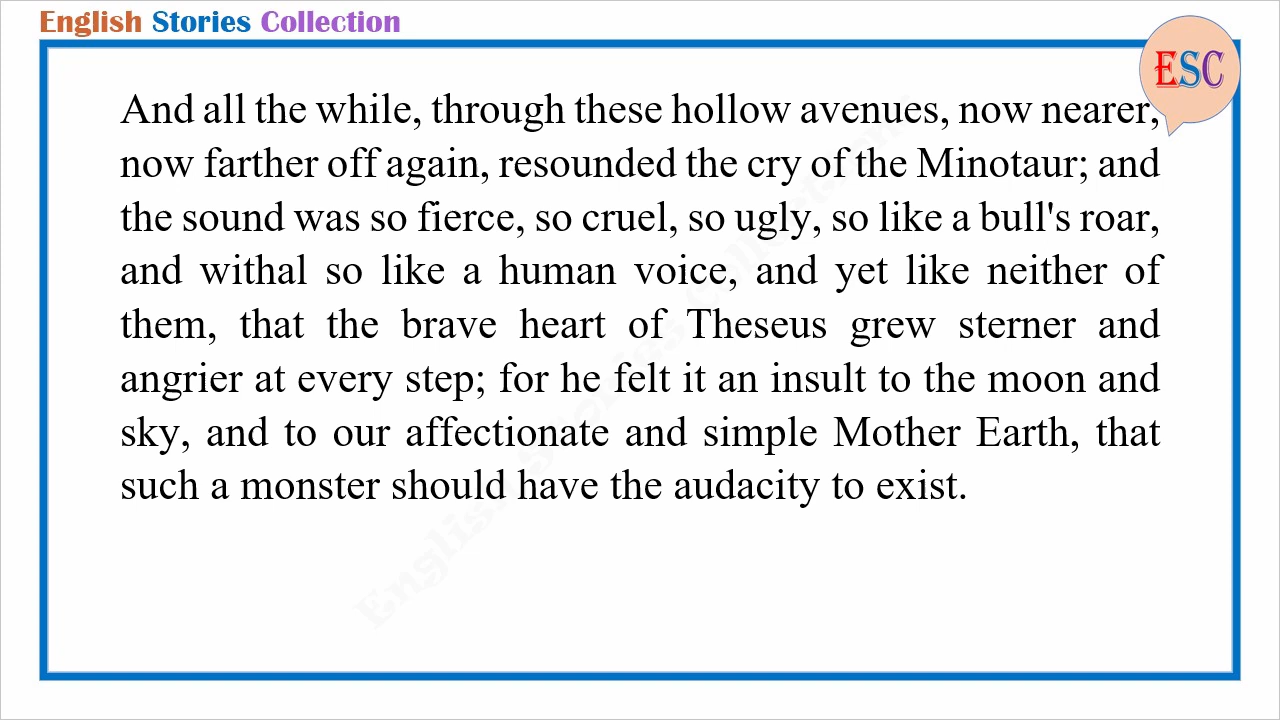 English Stories Collection
ESC
And all the while, through these hollow avenues, now nearer,
now farther off again, resounded the cry of the Minotaur; and
the sound was so fierce, so cruel, so ugly, so like a bull's roar,
and withal so like a human voice, and yet like neither of
them, that the brave heart of Theseus grew sterner and
angrier at every step; for he felt it an insult to the moon and
sky, and to our affectionate and simple Mother Earth, that
such a monster should have the audacity to exist.
English Stories Collection